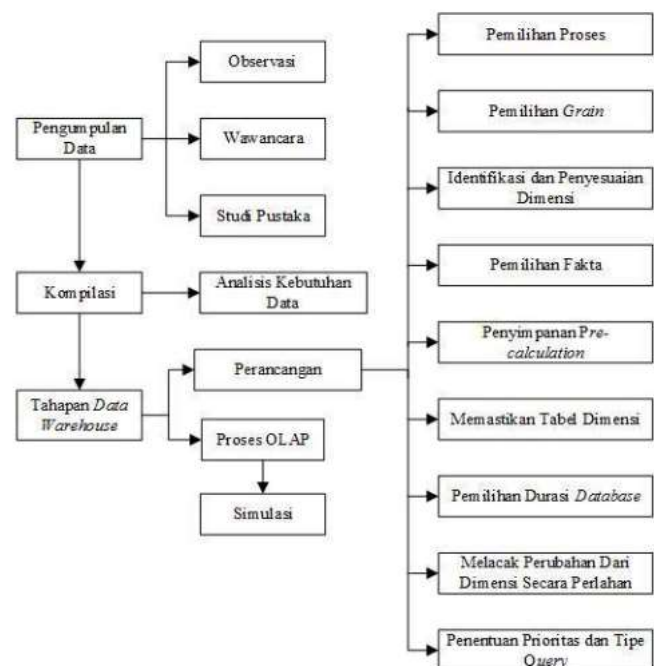 Pengumpulan
Data
Observasi
Wawancara
Studi Pustaka
Kompilasi
Analisis Kebutuhan
Data
Tahapan Data
Warehouse
Perancangan
Proses OLAP
Simulasi
Pemilihan Proses
Pemilihan Grain
Identifikasi dan Penyesuaian
Dimensi
Pemilihan Fakta
Penyimpanan Pre-
calculation
Memastikan Tabel Dimensi
Pemilihan Durasi Database
Melacak Perubahan Dari
Dimensi Secara Perlahan
Penentuan Prioritas dan Tipe
Query